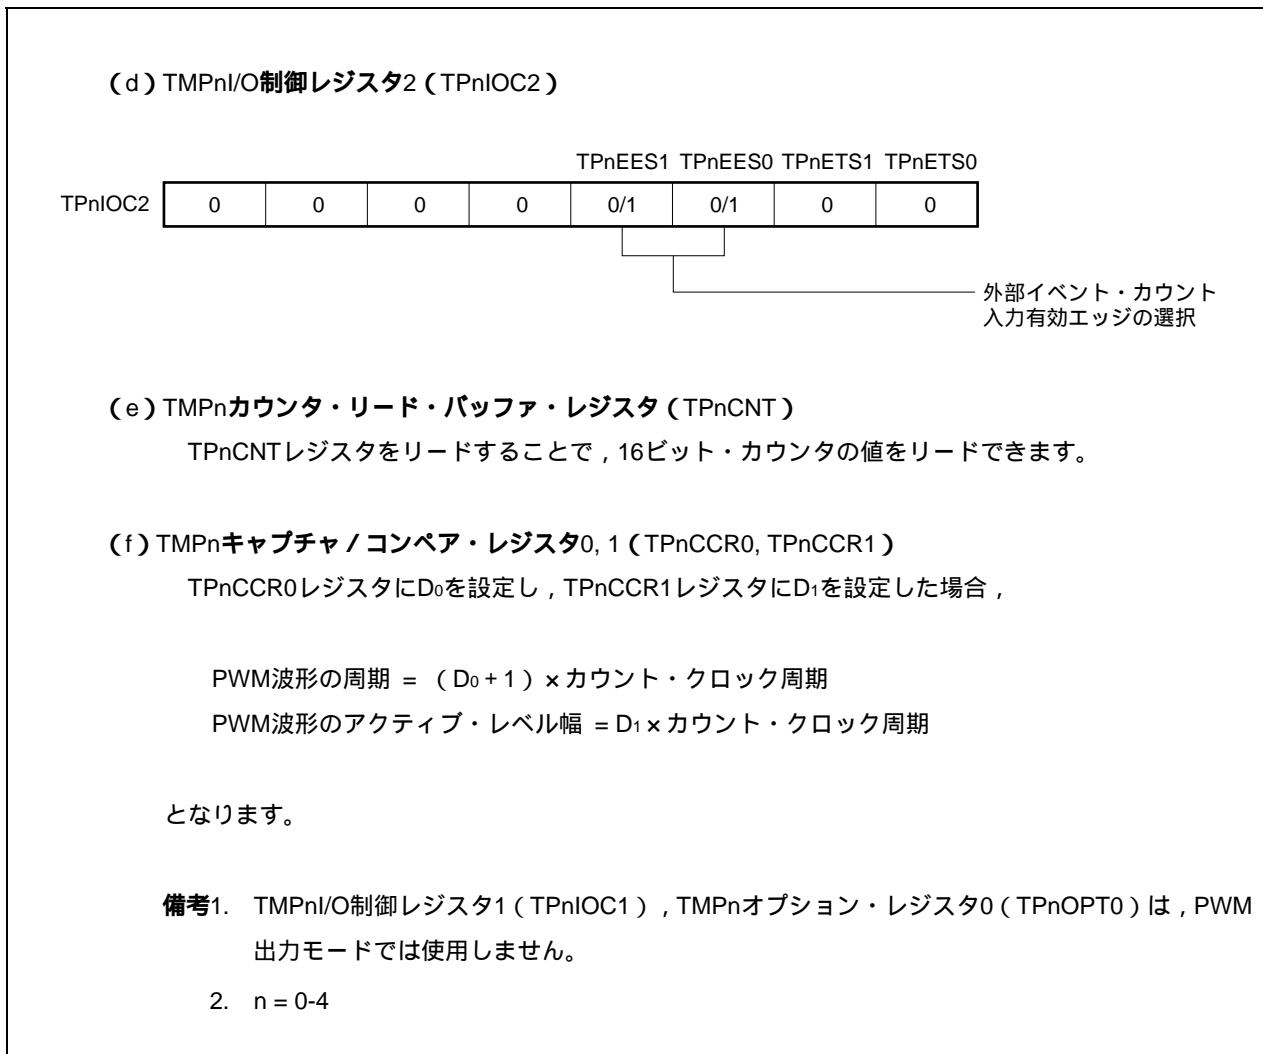 （d）TMPnI/O制御レジスタ2（TPnIOC2）
TPnEES1 TPnEES0 TPnETS1 TPnETS0
TPnIOC2 0 0 0 0 0/1 0/1 0 0
外部イベント・カウント
入力有効エッジの選択
（e）TMPnカウンタ・リード・バッファ・レジスタ（TPnCNT）
TPnCNTレジスタをリードすることで，16ビット・カウンタの値をリードできます。
（f）TMPnキャプチャ／コンペア・レジスタ0, 1（TPnCCR0, TPnCCR1）
TPnCCR0レジスタにD₀を設定し，TPnCCR1レジスタにD₁を設定した場合，
PWM波形の周期 = （D₀＋1）×カウント・クロック周期
PWM波形のアクティブ・レベル幅 = D₁×カウント・クロック周期
となります。
備考1. TMPnI/O制御レジスタ1（TPnIOC1），TMPnオプション・レジスタ0（TPnOPT0）は，PWM
出力モードでは使用しません。
2. n = 0-4